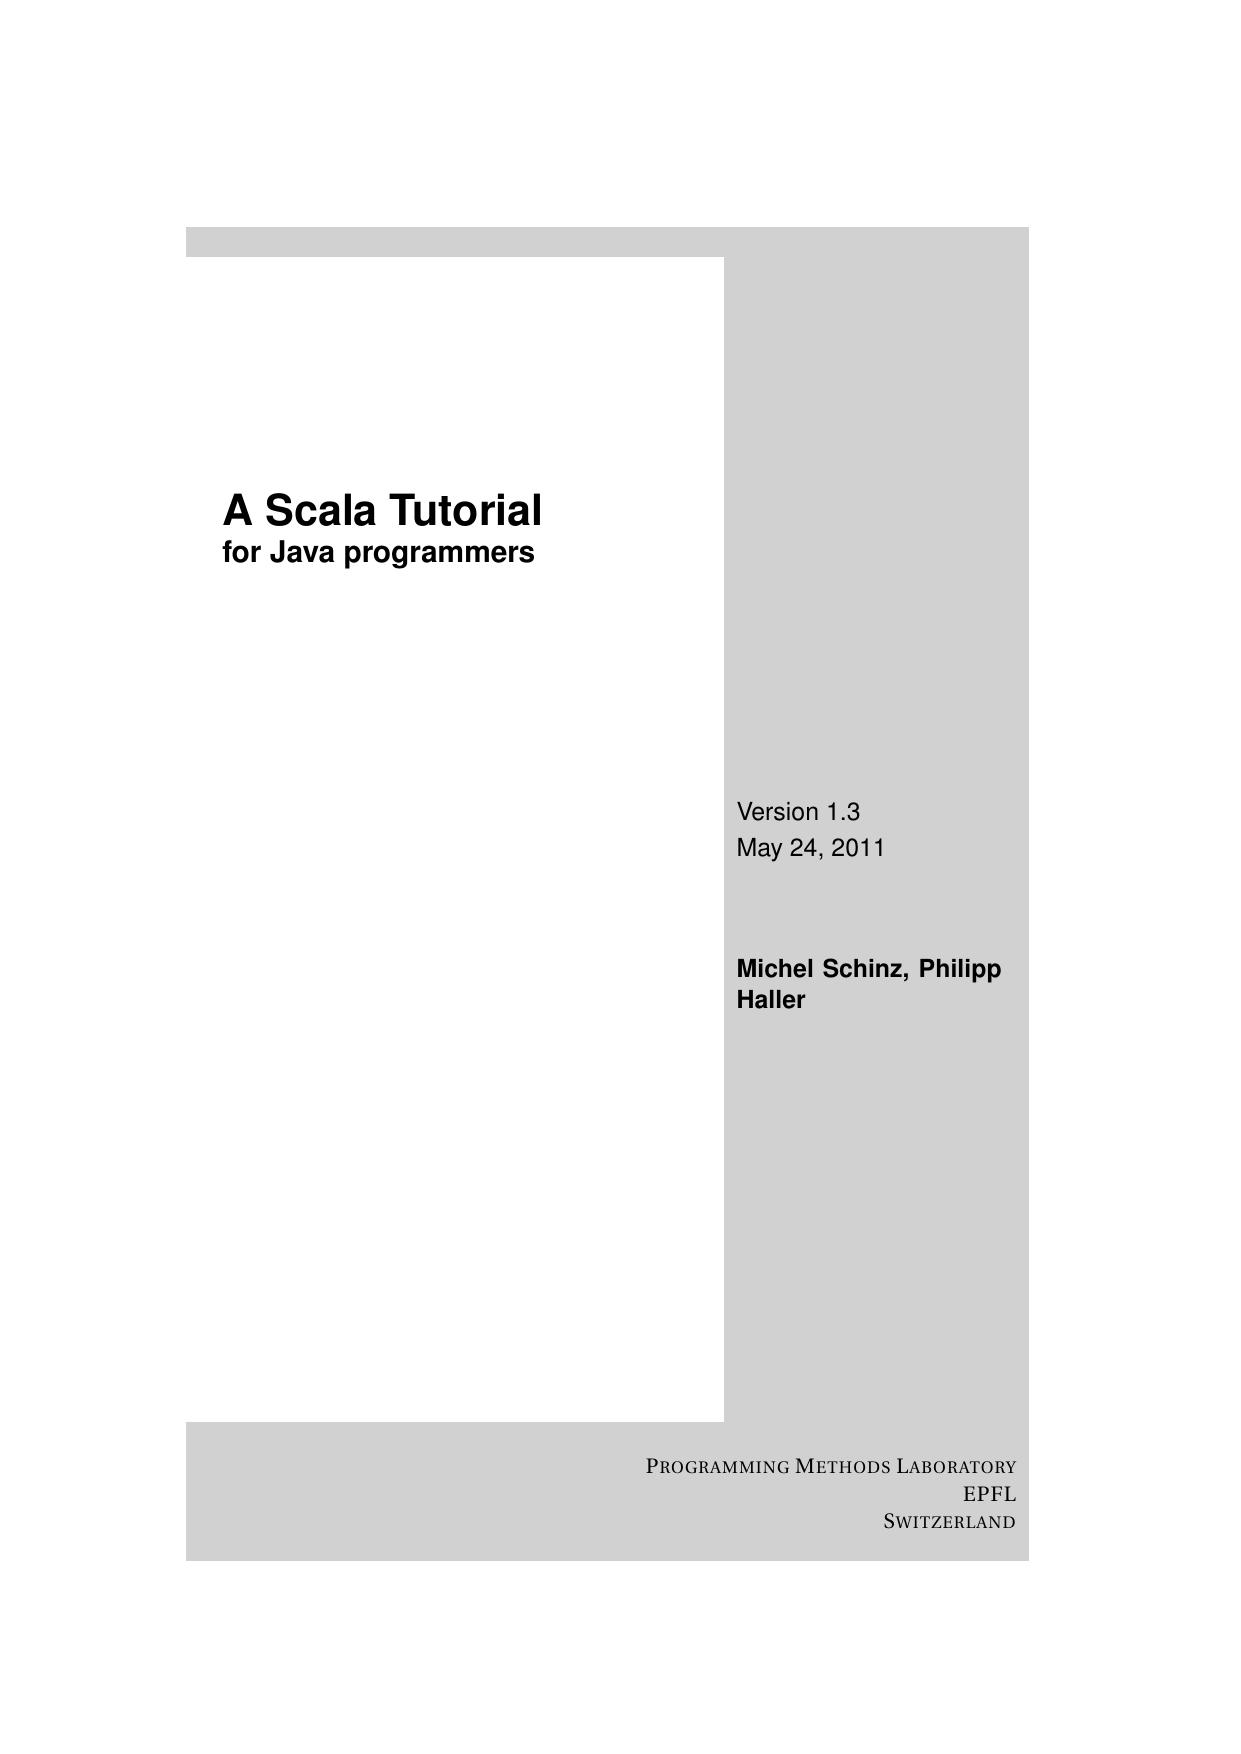 A Scala Tutorial
for Java programmers
Version 1.3
May 24, 2011
Michel Schinz, Philipp
Haller
PROGRAMMING METHODS LABORATORY
EPFL
SWITZERLAND